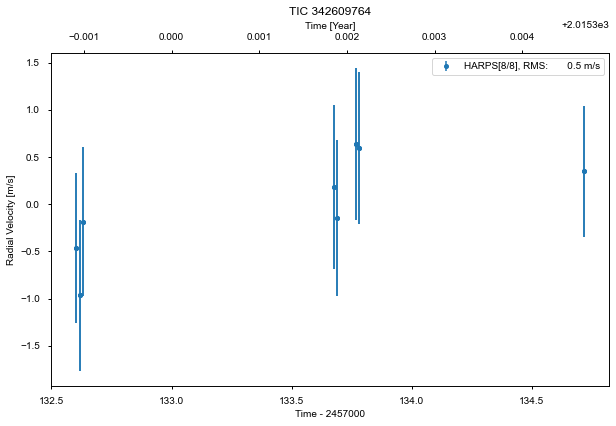 TIC 342609764
Time [Year]
+2.0153e3
−0.001 0.000 0.001 0.002 0.003 0.004
HARPS[8/8], RMS: 0.5 m/s
Radial Velocity [m/s]
1.5
1.0
0.5
0.0
−0.5
−1.0
−1.5
132.5 133.0 133.5 134.0 134.5
Time - 2457000